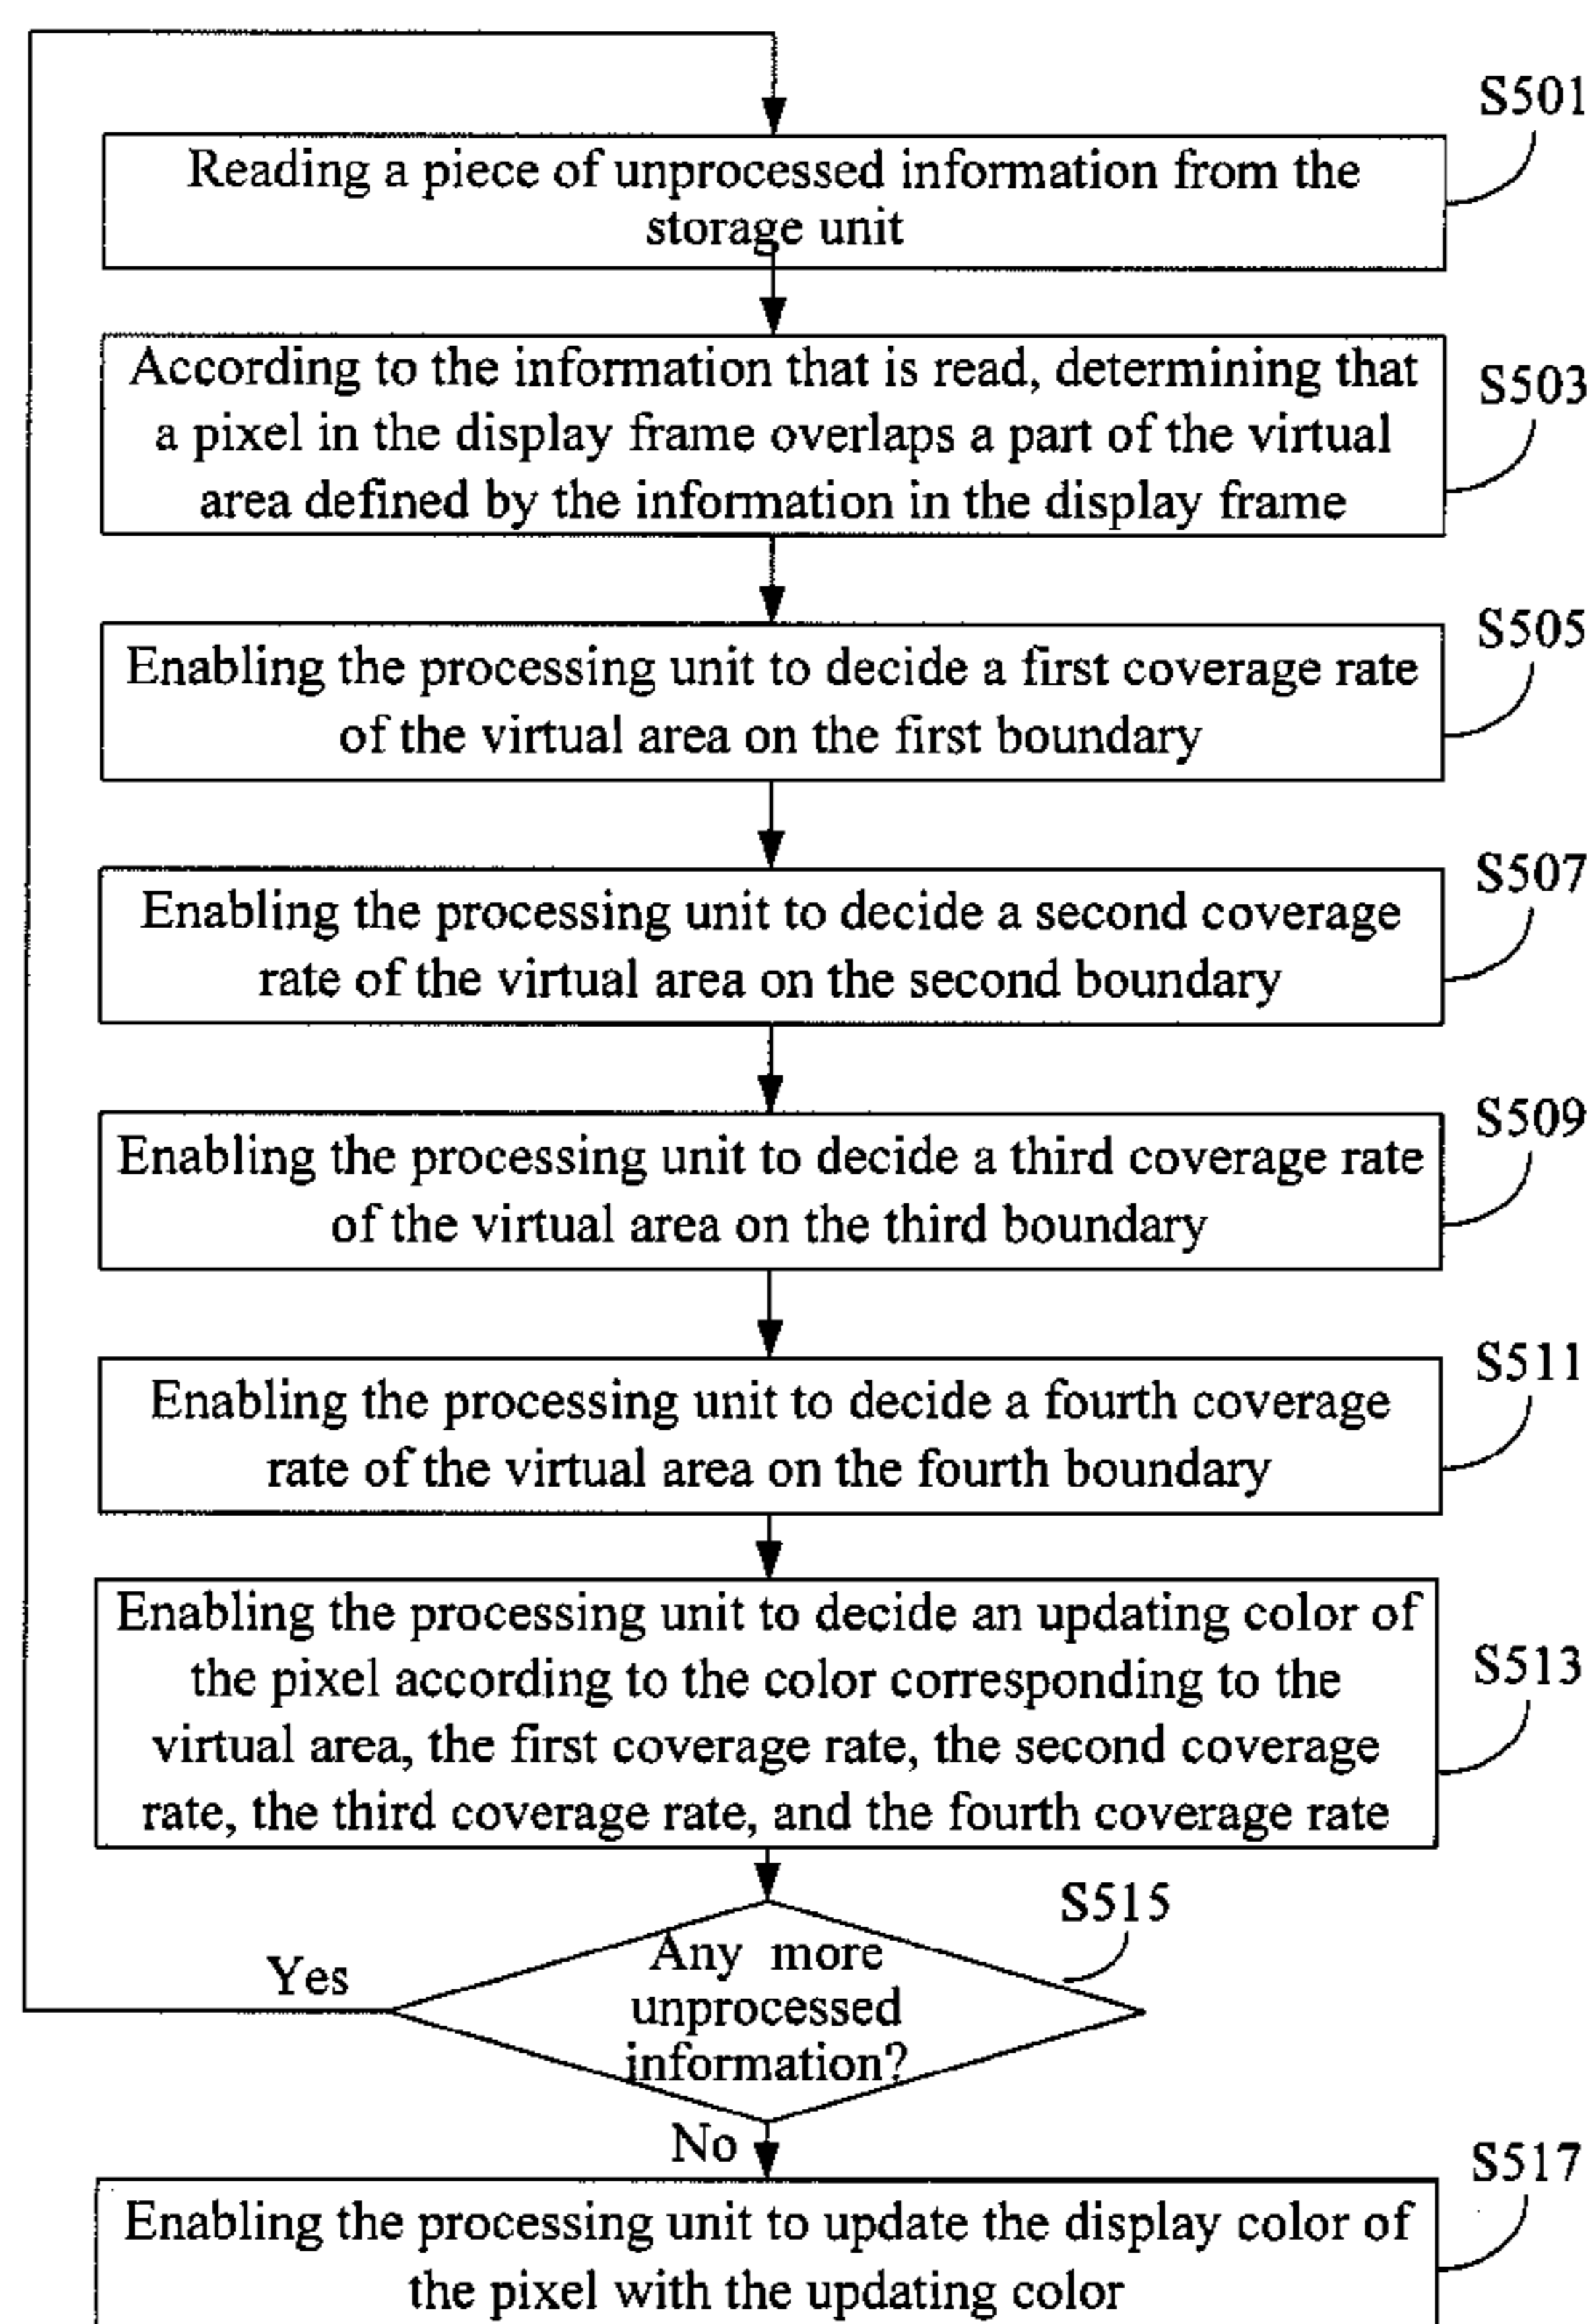 S501
Reading a piece of unprocessed information from the
storage unit
According to the information that is read, determining that
a pixel in the display frame overlaps a part of the virtual
area defined by the information in the display frame
S503
Enabling the processing unit to decide a first coverage rate
of the virtual area on the first boundary
S505
Enabling the processing unit to decide a second coverage
rate of the virtual area on the second boundary
S507
Enabling the processing unit to decide a third coverage rate
of the virtual area on the third boundary
S509
Enabling the processing unit to decide a fourth coverage
rate of the virtual area on the fourth boundary
S511
Enabling the processing unit to decide an updating color of
the pixel according to the color corresponding to the
virtual area, the first coverage rate, the second coverage
rate, the third coverage rate, and the fourth coverage rate
S513
S515
Any more
unprocessed
information?
Yes
No
Enabling the processing unit to update the display color of
the pixel with the updating color
S517